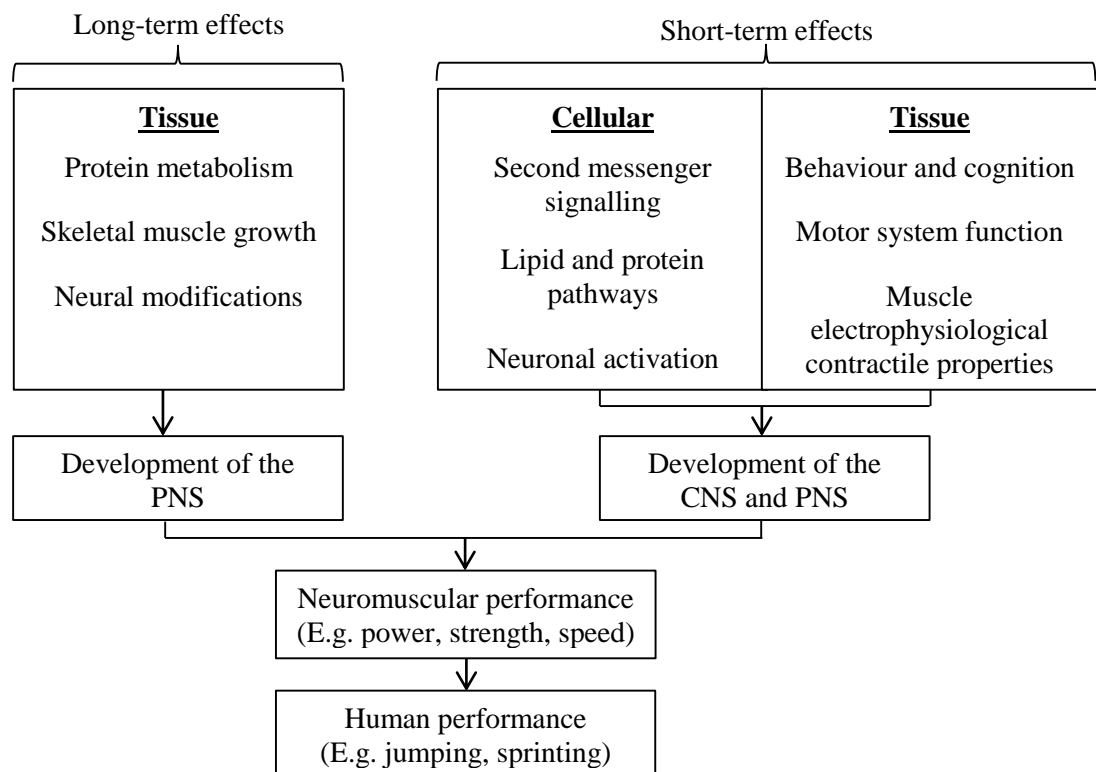 Long-term effects
Short-term effects
Tissue
Protein metabolism
Skeletal muscle growth
Neural modifications
Cellular
Second messenger
signalling
Lipid and protein
pathways
Neuronal activation
Tissue
Behaviour and cognition
Motor system function
Muscle
electrophysiological
contractile properties
Development of the
PNS
Development of the
CNS and PNS
Neuromuscular performance
(E.g. power, strength, speed)
Human performance
(E.g. jumping, sprinting)